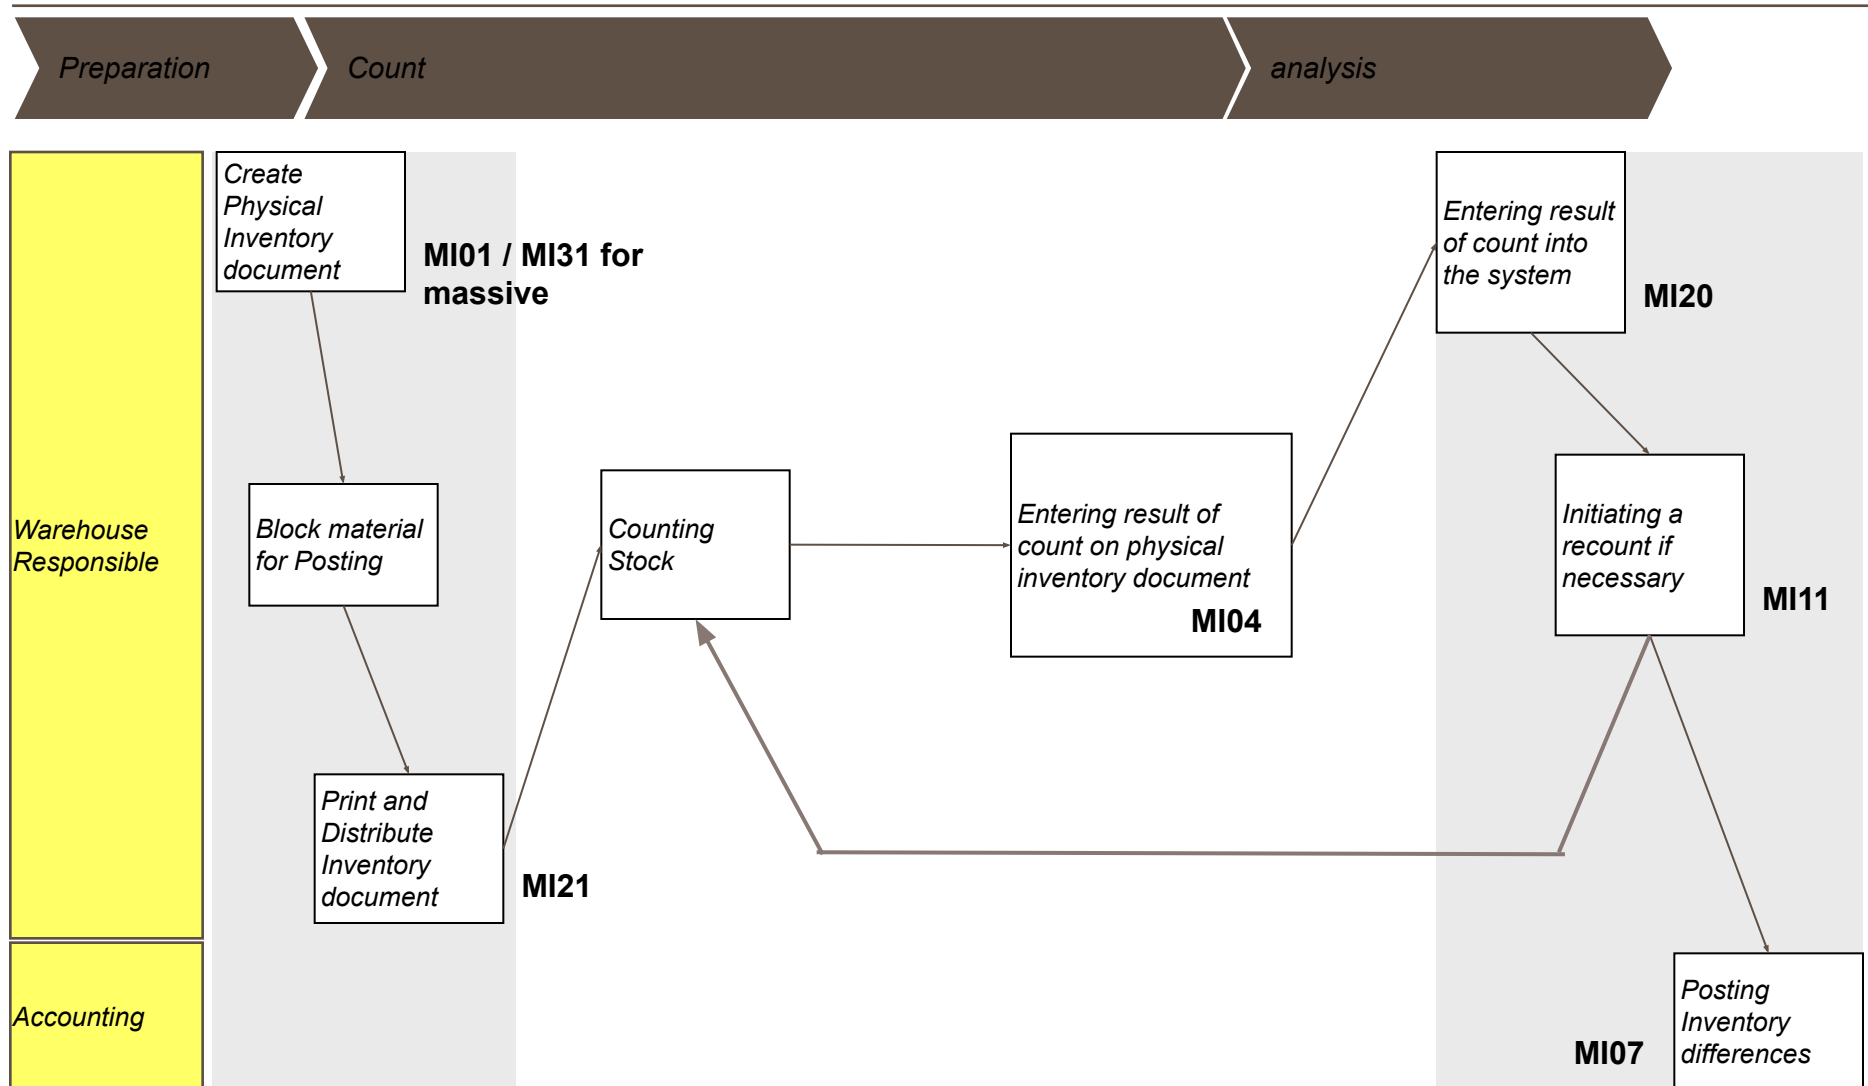 Preparation
Count
analysis
Create
Physical
Inventory
document
MI01 / MI31 for
massive
Entering result
of count into
the system
MI20
Warehouse
Responsible
Block material
for Posting
Counting
Stock
Entering result of
count on physical
inventory document
MI04
Initiating a
recount if
necessary
MI11
Print and
Distribute
Inventory
document
MI21
Accounting
Posting
Inventory
differences
MI07